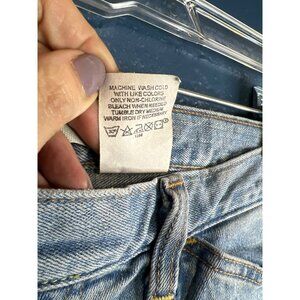 MACHINE WASH COLD
WITH LIKE COLORS
ONLY NON-CHLORINE
BLEACH WHEN NEEDED
TUMBLE DRY MEDIUM
WARM IRON IF NECESSARY